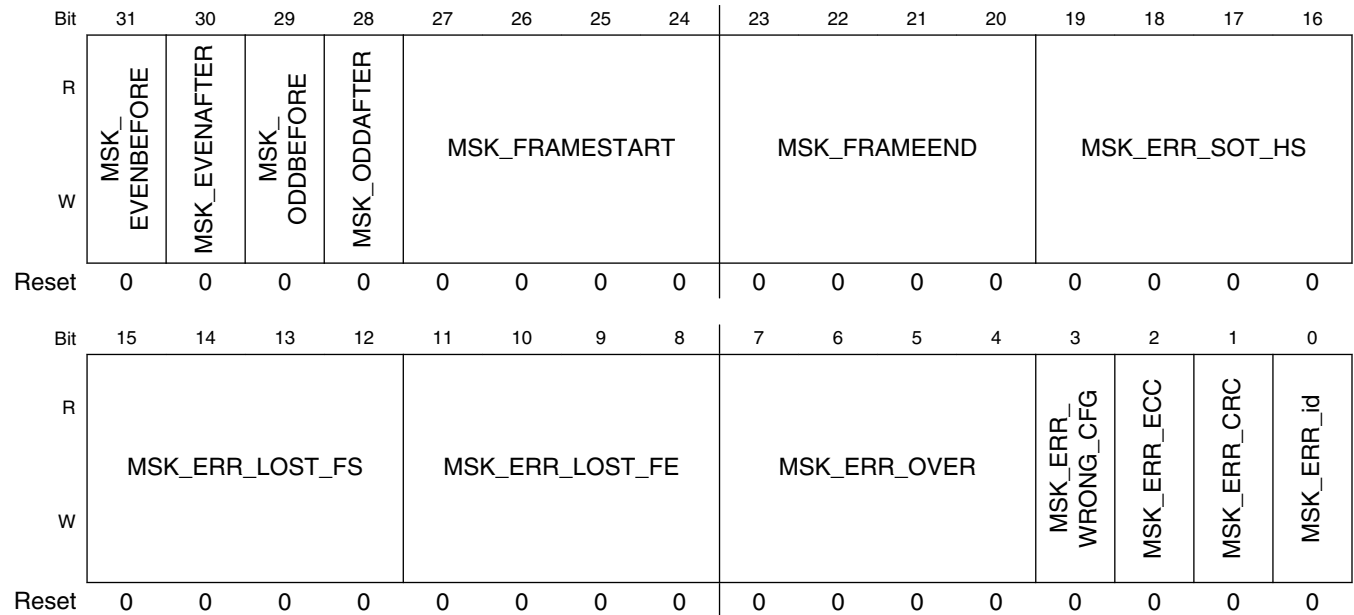 Bit 31 30 29 28 27 26 25 24 23 22 21 20 19 18 17 16
R
W
MSK_
EVENBEFORE
MSK_EVENAFTER
MSK_
ODDBEFORE
MSK_ODDAFTER
MSK_FRAMESTART
MSK_FRAMEEND
MSK_ERR_SOT_HS
Reset 0 0 0 0 0 0 0 0 0 0 0 0 0 0 0 0
Bit 15 14 13 12 11 10 9 8 7 6 5 4 3 2 1 0
R
W
MSK_ERR_LOST_FS
MSK_ERR_LOST_FE
MSK_ERR_OVER
MSK_ERR_
WRONG_CFG
MSK_ERR_ECC
MSK_ERR_CRC
MSK_ERR_id
Reset 0 0 0 0 0 0 0 0 0 0 0 0 0 0 0 0